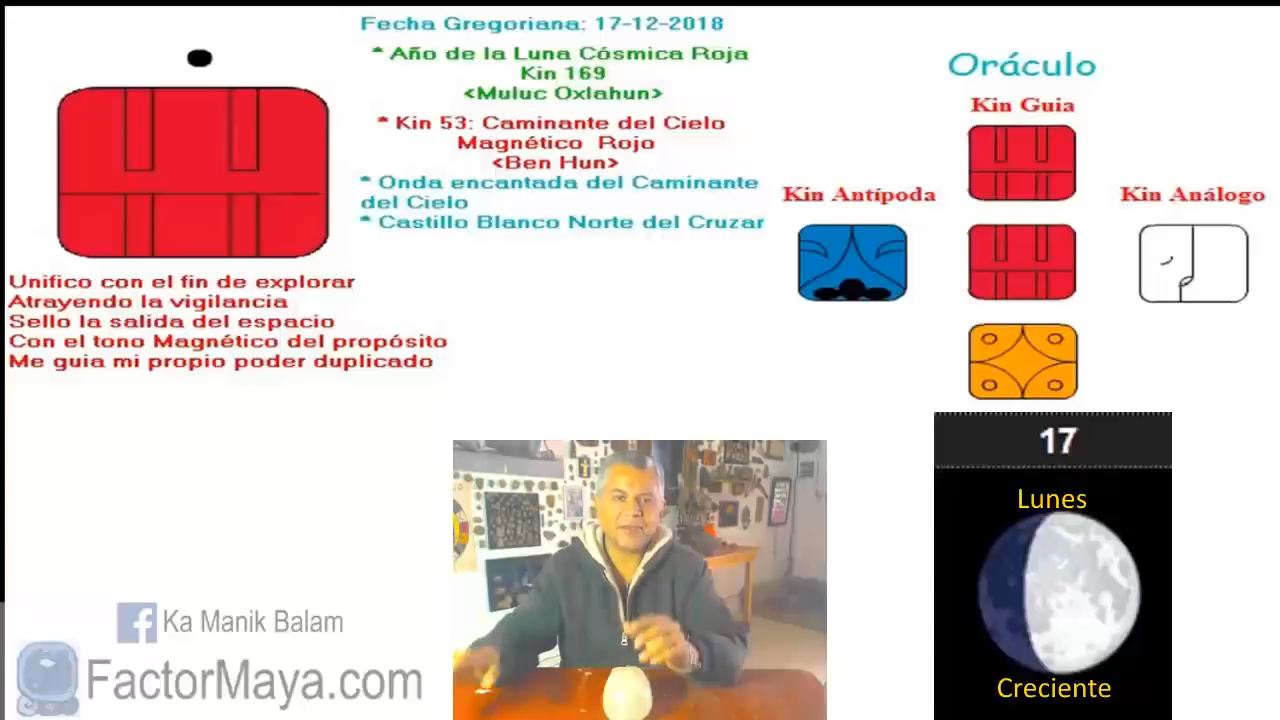 Fecha Gregoriana: 17-12-2018
* Año de la Luna Cósmica Roja
Kin 169
<Muluc Oxlahun>
* Kin 53: Caminante del Cielo
Magnético Rojo
<Ben Hun>
* Onda encantada del Caminante
del Cielo
* Castillo Blanco Norte del Cruzar
Unifico con el fin de explorar
Atrayendo la vigilancia
Sello la salida del espacio
Con el tono Magnético del propósito
Me guia mi propio poder duplicado
Oráculo
Kin Guia
Kin Antípoda
Kin Análogo
17
Lunes
Creciente
Ka Manik Balam
FactorMaya.com